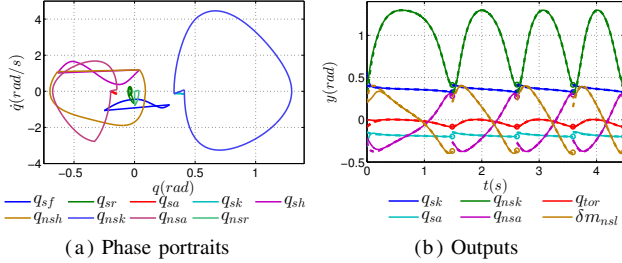 q̇(rad/s)
4
2
0
−2
−4
−0.5
0
0.5
1
q(rad)
q_sf q_sr q_sa q_sk q_sh
q_nsh q_nsk q_nsa q_nsr
(a) Phase portraits
y(rad)
1.5
1
0.5
0
−0.5
0
1
2
3
4
t(s)
q_sk q_nsk q_tor
q_sa q_nsa δm_nsl
(b) Outputs